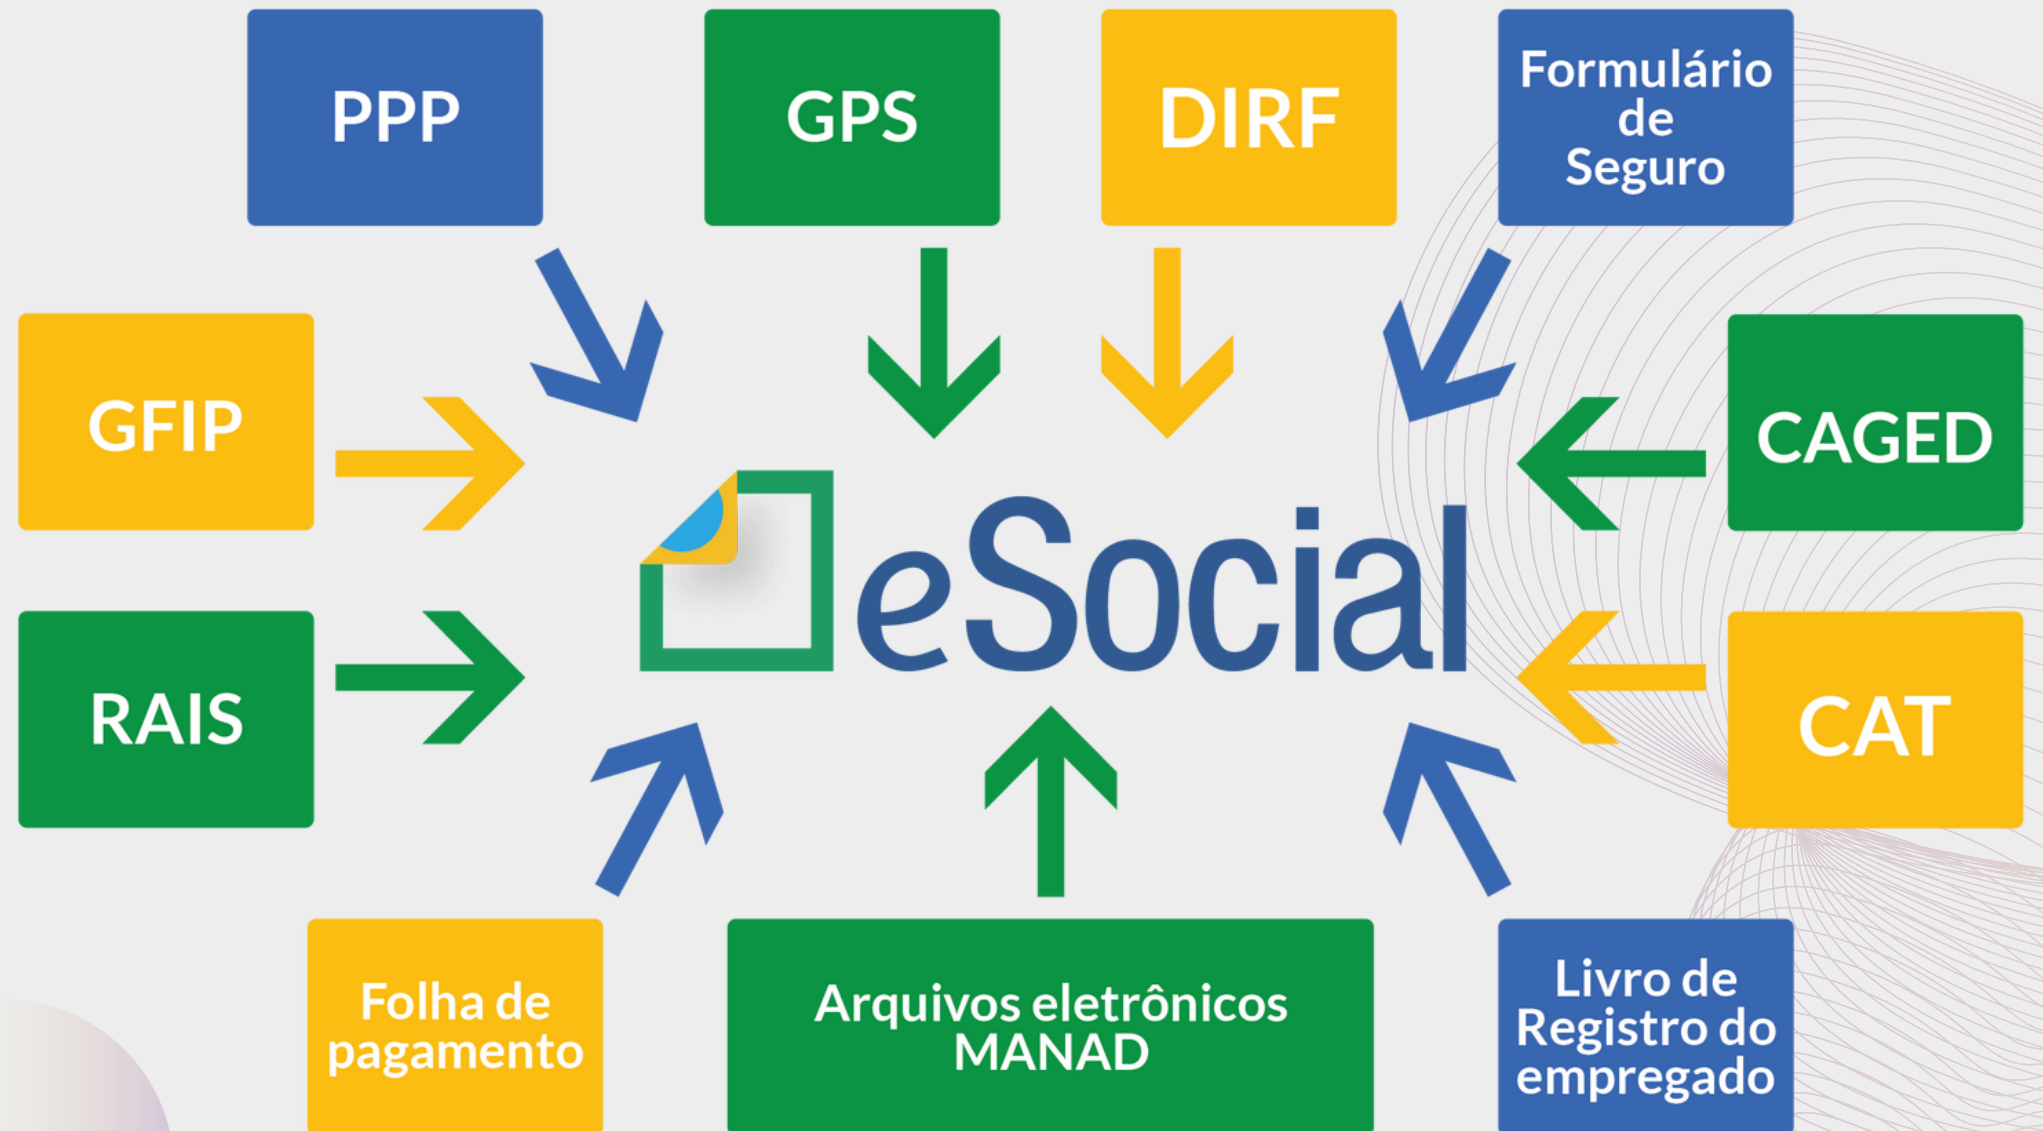 PPP
GPS
DIRF
Formulário
de
Seguro
GFIP
CAGED
eSocial
RAIS
CAT
Folha de
pagamento
Arquivos eletrônicos
MANAD
Livro de
Registro do
empregado